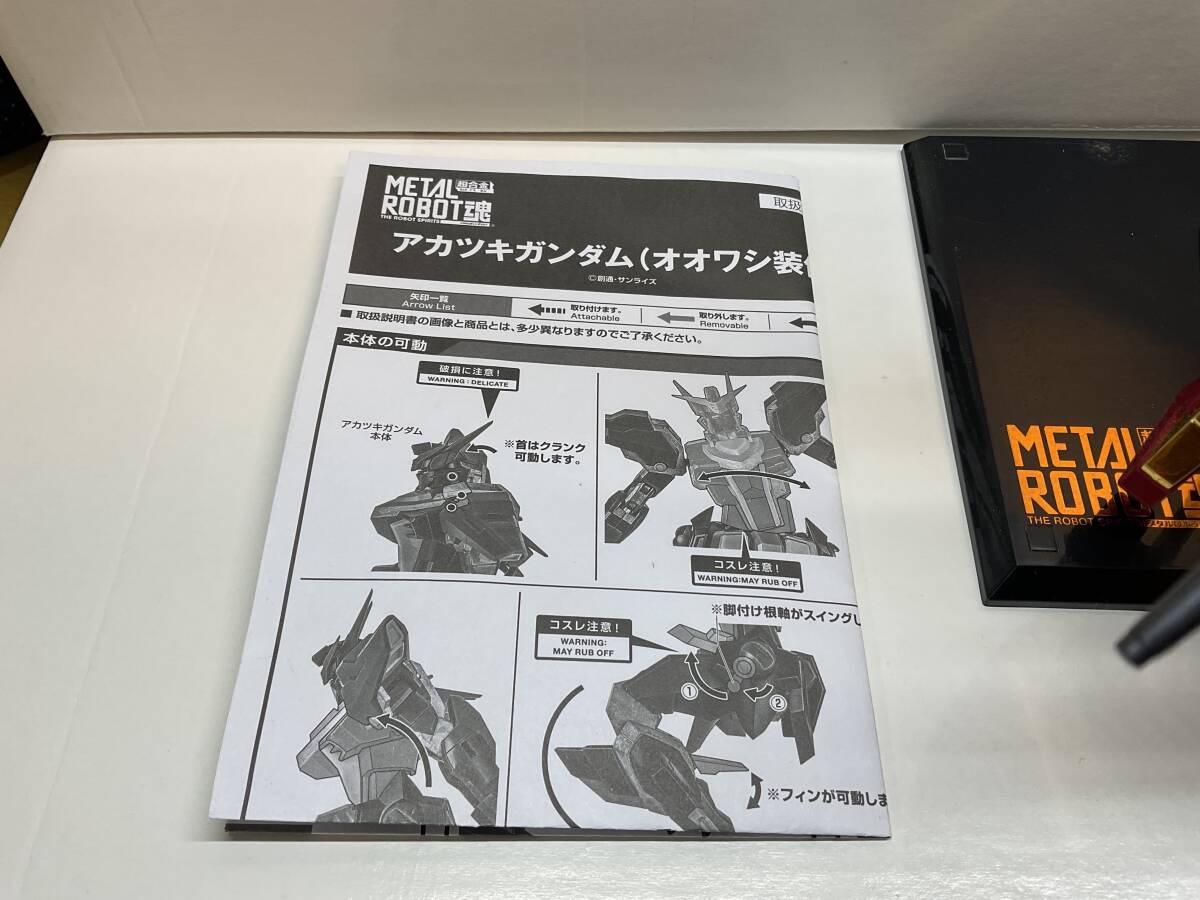 METAL 超合金
ROBOT魂
THE ROBOT SPIRITS
取扱
アカツキガンダム(オオワシ装
©創通・サンライズ
矢印一覧
Arrow List
取り付けます。
Attachable
取り外します。
Removable
■ 取扱説明書の画像と商品とは、多少異なりますのでご了承ください。
本体の可動
破損に注意!
WARNING : DELICATE
アカツキガンダム
本体
※首はクランク
可動します。
コスレ注意!
WARNING:MAY RUB OFF
※脚付け根軸がスイングし
コスレ注意!
WARNING:
MAY RUB OFF
①
②
※フィンが可動しま
METAL
ROBOT魂
THE ROBOT